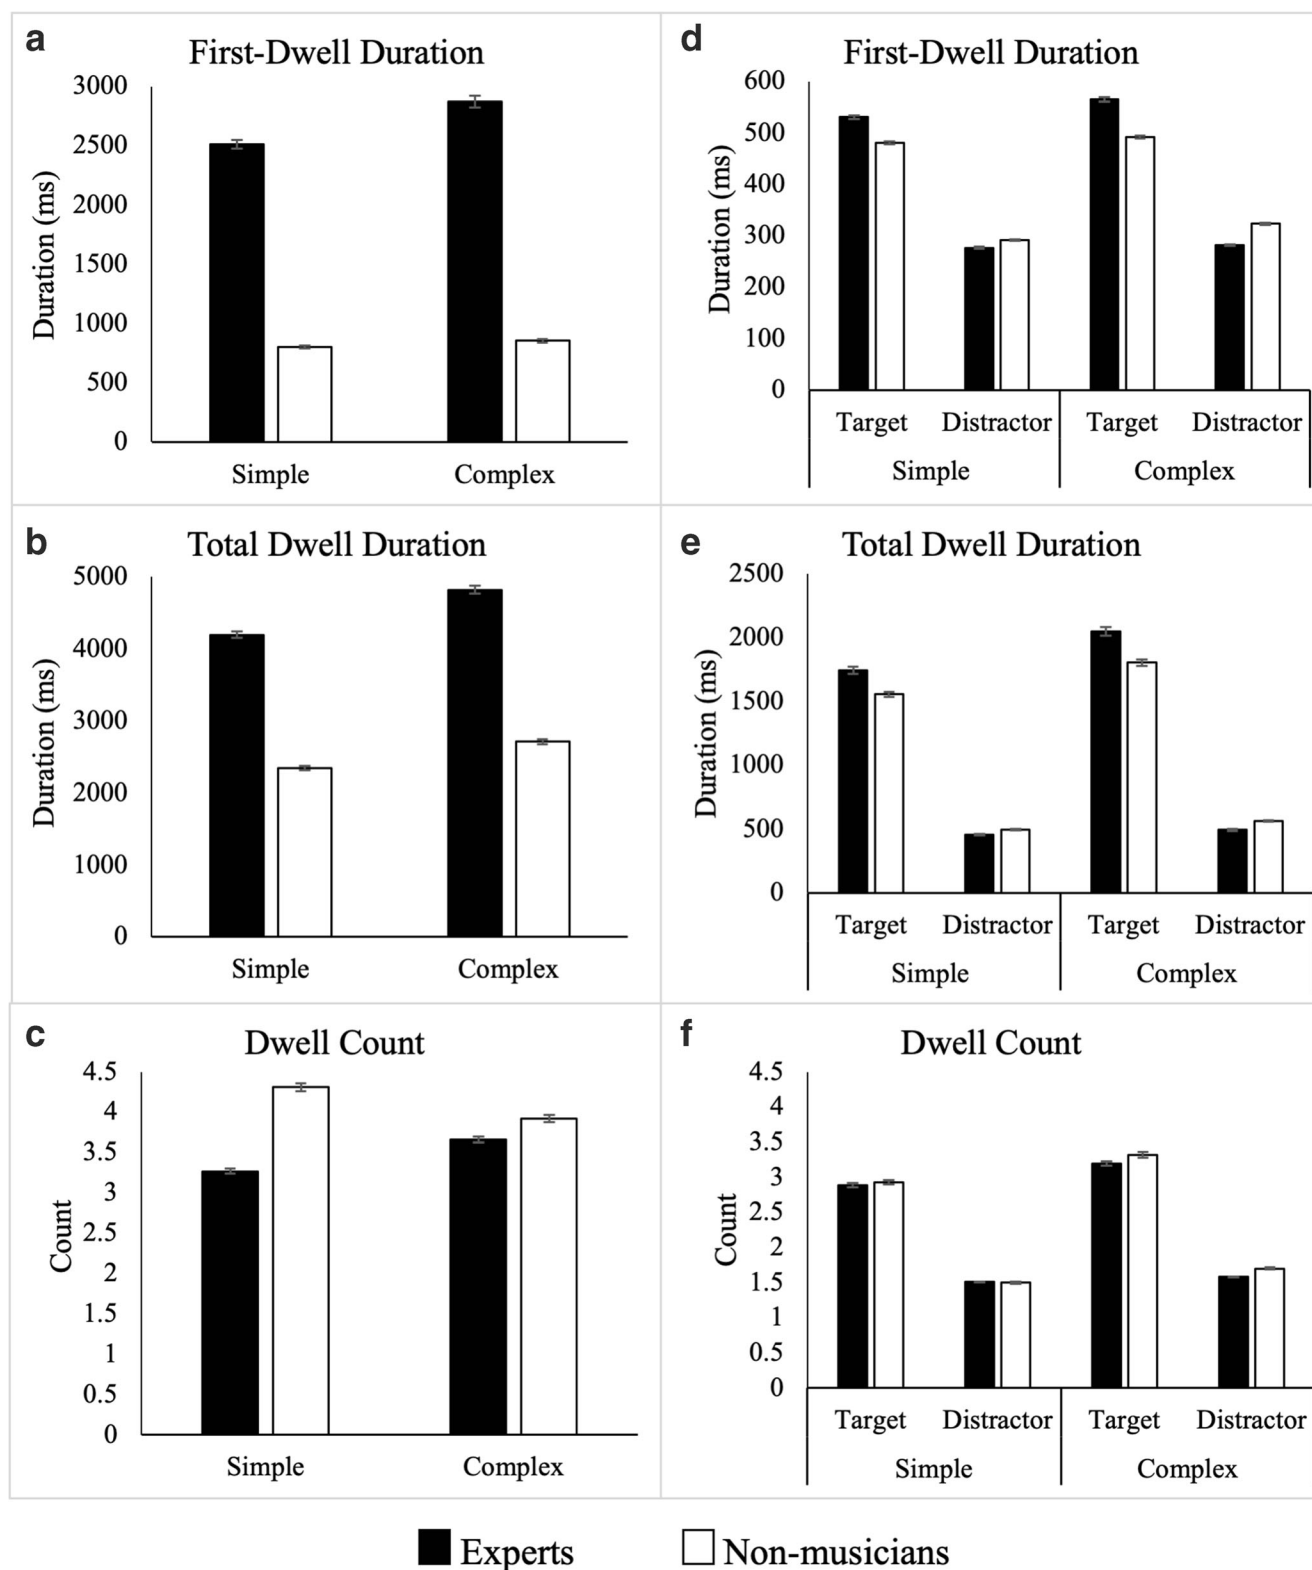 a
First-Dwell Duration
Duration (ms)
3000
2500
2000
1500
1000
500
0
Simple Complex
d
First-Dwell Duration
Duration (ms)
600
500
400
300
200
100
0
Target Distractor Target Distractor
Simple Complex
b
Total Dwell Duration
Duration (ms)
5000
4000
3000
2000
1000
0
Simple Complex
e
Total Dwell Duration
Duration (ms)
2500
2000
1500
1000
500
0
Target Distractor Target Distractor
Simple Complex
c
Dwell Count
Count
4.5
4
3.5
3
2.5
2
1.5
1
0.5
0
Simple Complex
f
Dwell Count
Count
4.5
4
3.5
3
2.5
2
1.5
1
0.5
0
Target Distractor Target Distractor
Simple Complex
Experts Non-musicians